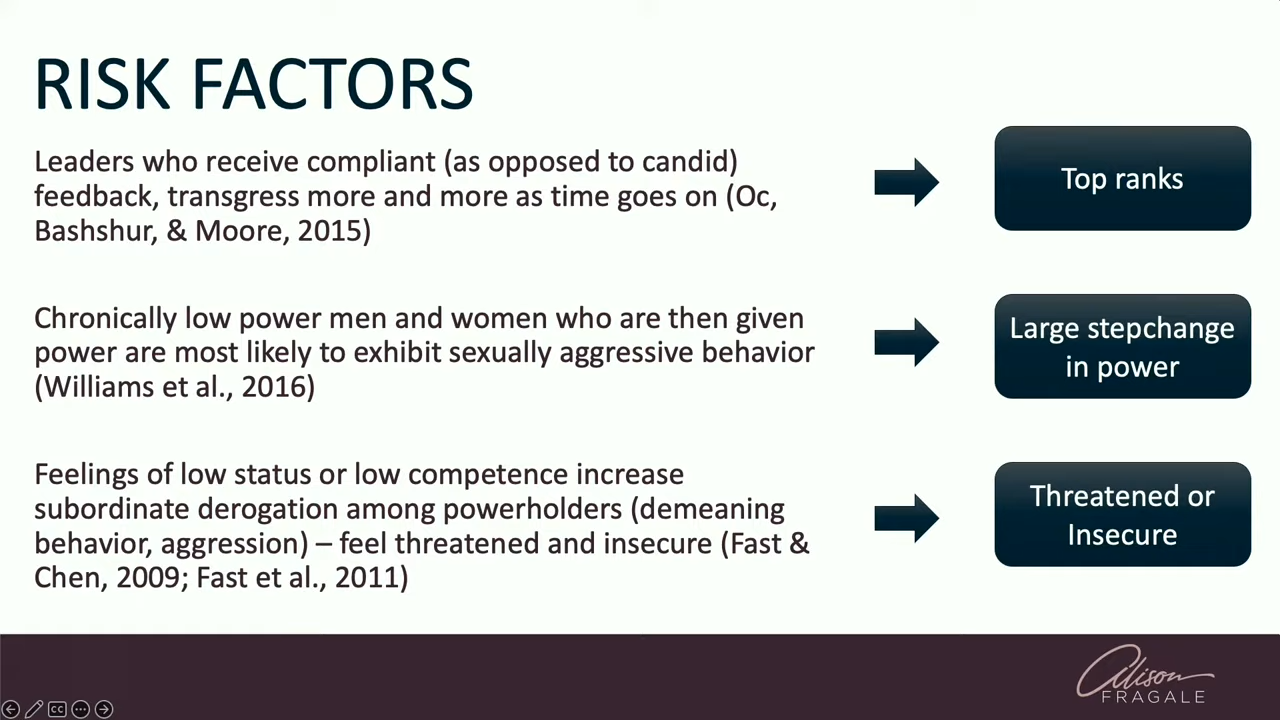 RISK FACTORS
Leaders who receive compliant (as opposed to candid)
feedback, transgress more and more as time goes on (Oc,
Bashshur, & Moore, 2015)
Top ranks
Chronically low power men and women who are then given
power are most likely to exhibit sexually aggressive behavior
(Williams et al., 2016)
Large stepchange
in power
Feelings of low status or low competence increase
subordinate derogation among powerholders (demeaning
behavior, aggression) – feel threatened and insecure (Fast &
Chen, 2009; Fast et al., 2011)
Threatened or
Insecure
Alison
FRAGALE
CC